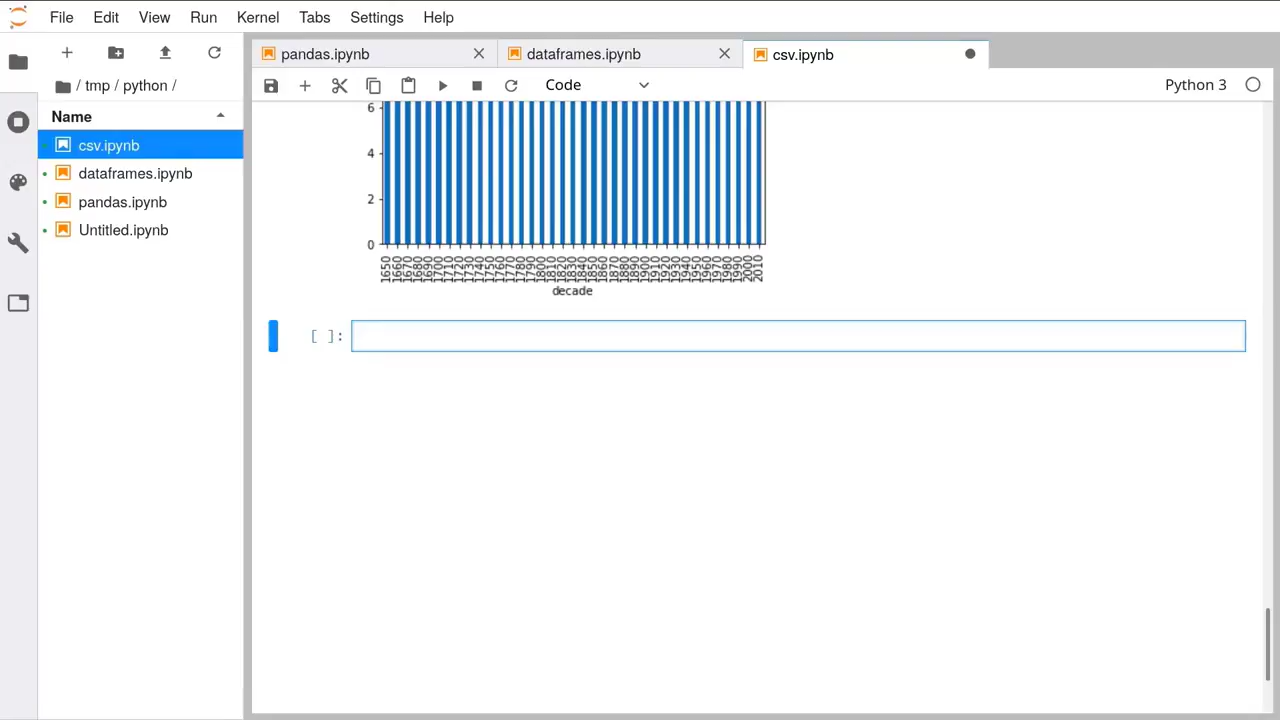 File Edit View Run Kernel Tabs Settings Help
pandas.ipynb dataframes.ipynb csv.ipynb
/ tmp / python /
Code Python 3
Name
csv.ipynb
dataframes.ipynb
pandas.ipynb
Untitled.ipynb
6
4
2
0
1650 1660 1670 1680 1690 1700 1710 1720 1730 1740 1750 1760 1770 1780 1790 1800 1810 1820 1830 1840 1850 1860 1870 1880 1890 1900 1910 1920 1930 1940 1950 1960 1970 1980 1990 2000 2010
decade
[ ]: